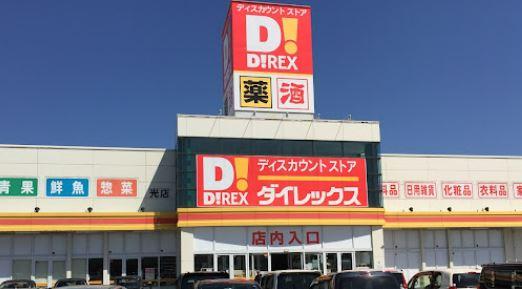 ディスカウント ストア
D!
D!REX
薬 酒
D!
D!REX
ディスカウント ストア
ダイレックス
青果 鮮魚 惣菜
光店
料品 日用雑貨 化粧品 衣料品 家
店内入口